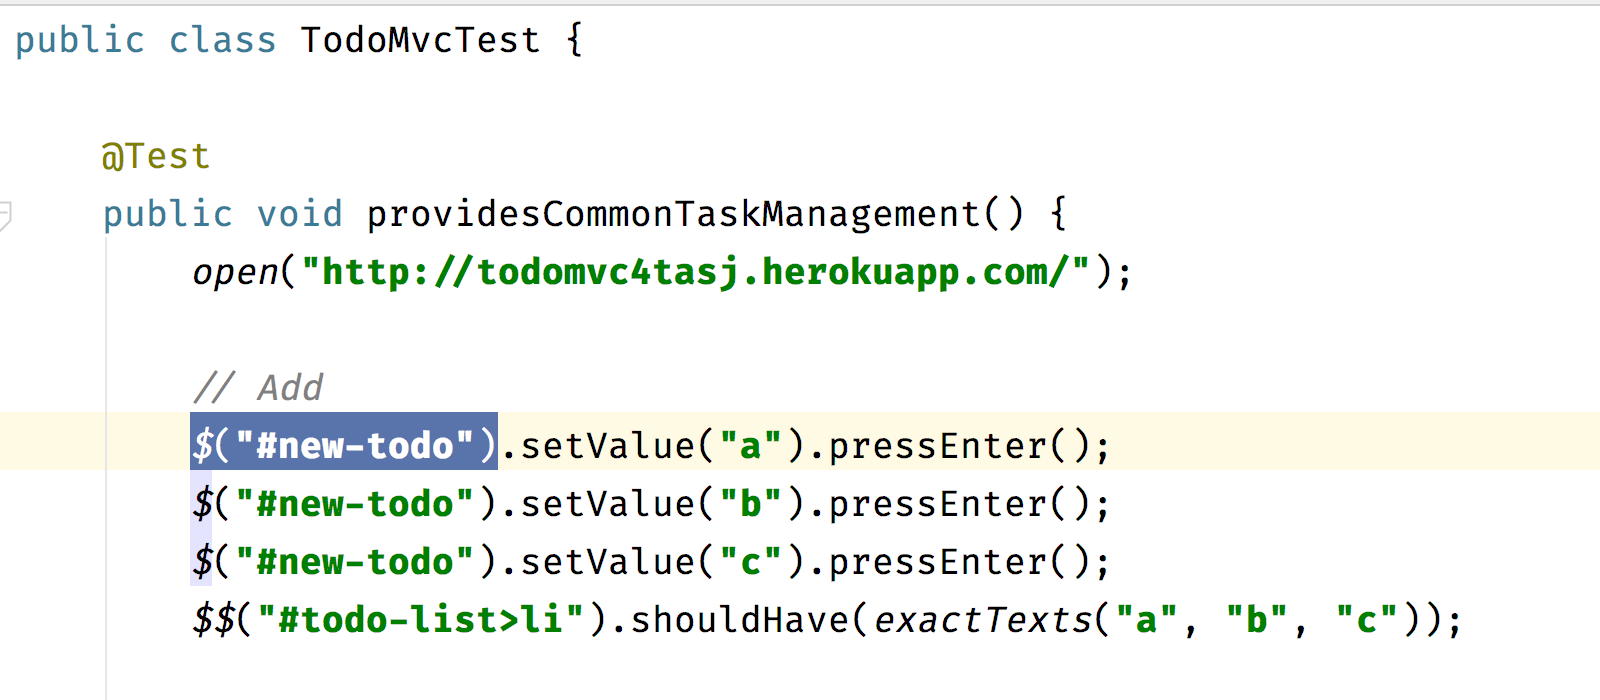 public class TodoMvcTest {
@Test
public void providesCommonTaskManagement() {
open("http://todomvc4tasj.herokuapp.com/");
// Add
$("#new-todo").setValue("a").pressEnter();
$("#new-todo").setValue("b").pressEnter();
$("#new-todo").setValue("c").pressEnter();
$$("#todo-list>li").shouldHave(exactTexts("a", "b", "c"));